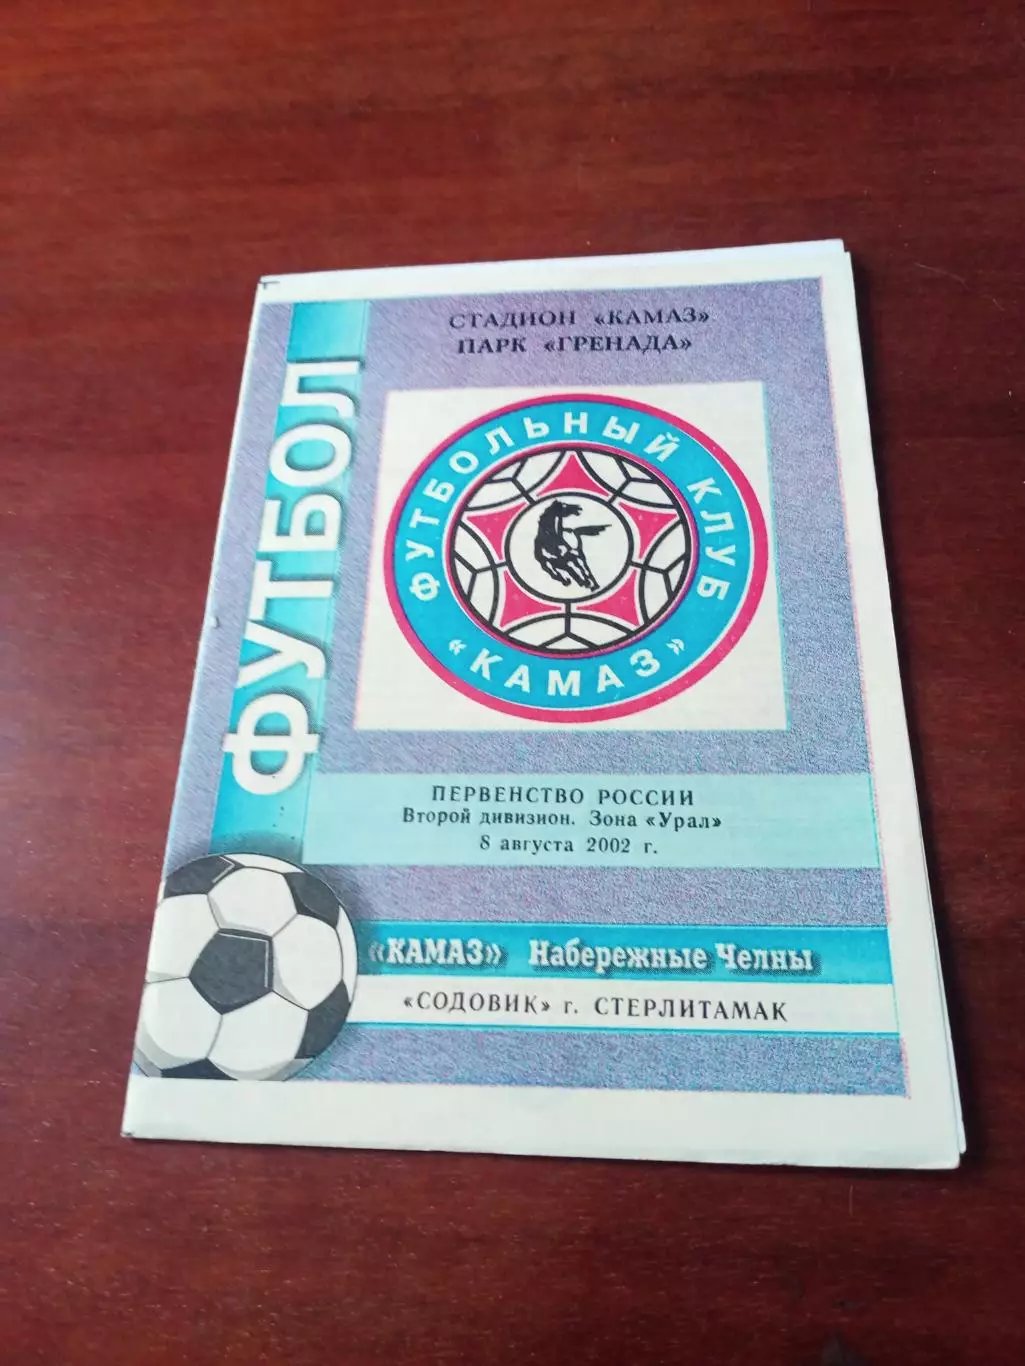 СТАДИОН «КАМАЗ»
ПАРК «ГРЕНАДА»
ФУТБОЛ
ФУТБОЛЬНЫЙ КЛУБ
«КАМАЗ»
ПЕРВЕНСТВО РОССИИ
Второй дивизион. Зона «Урал»
8 августа 2002 г.
«КАМАЗ» Набережные Челны
«СОДОВИК» г. СТЕРЛИТАМАК